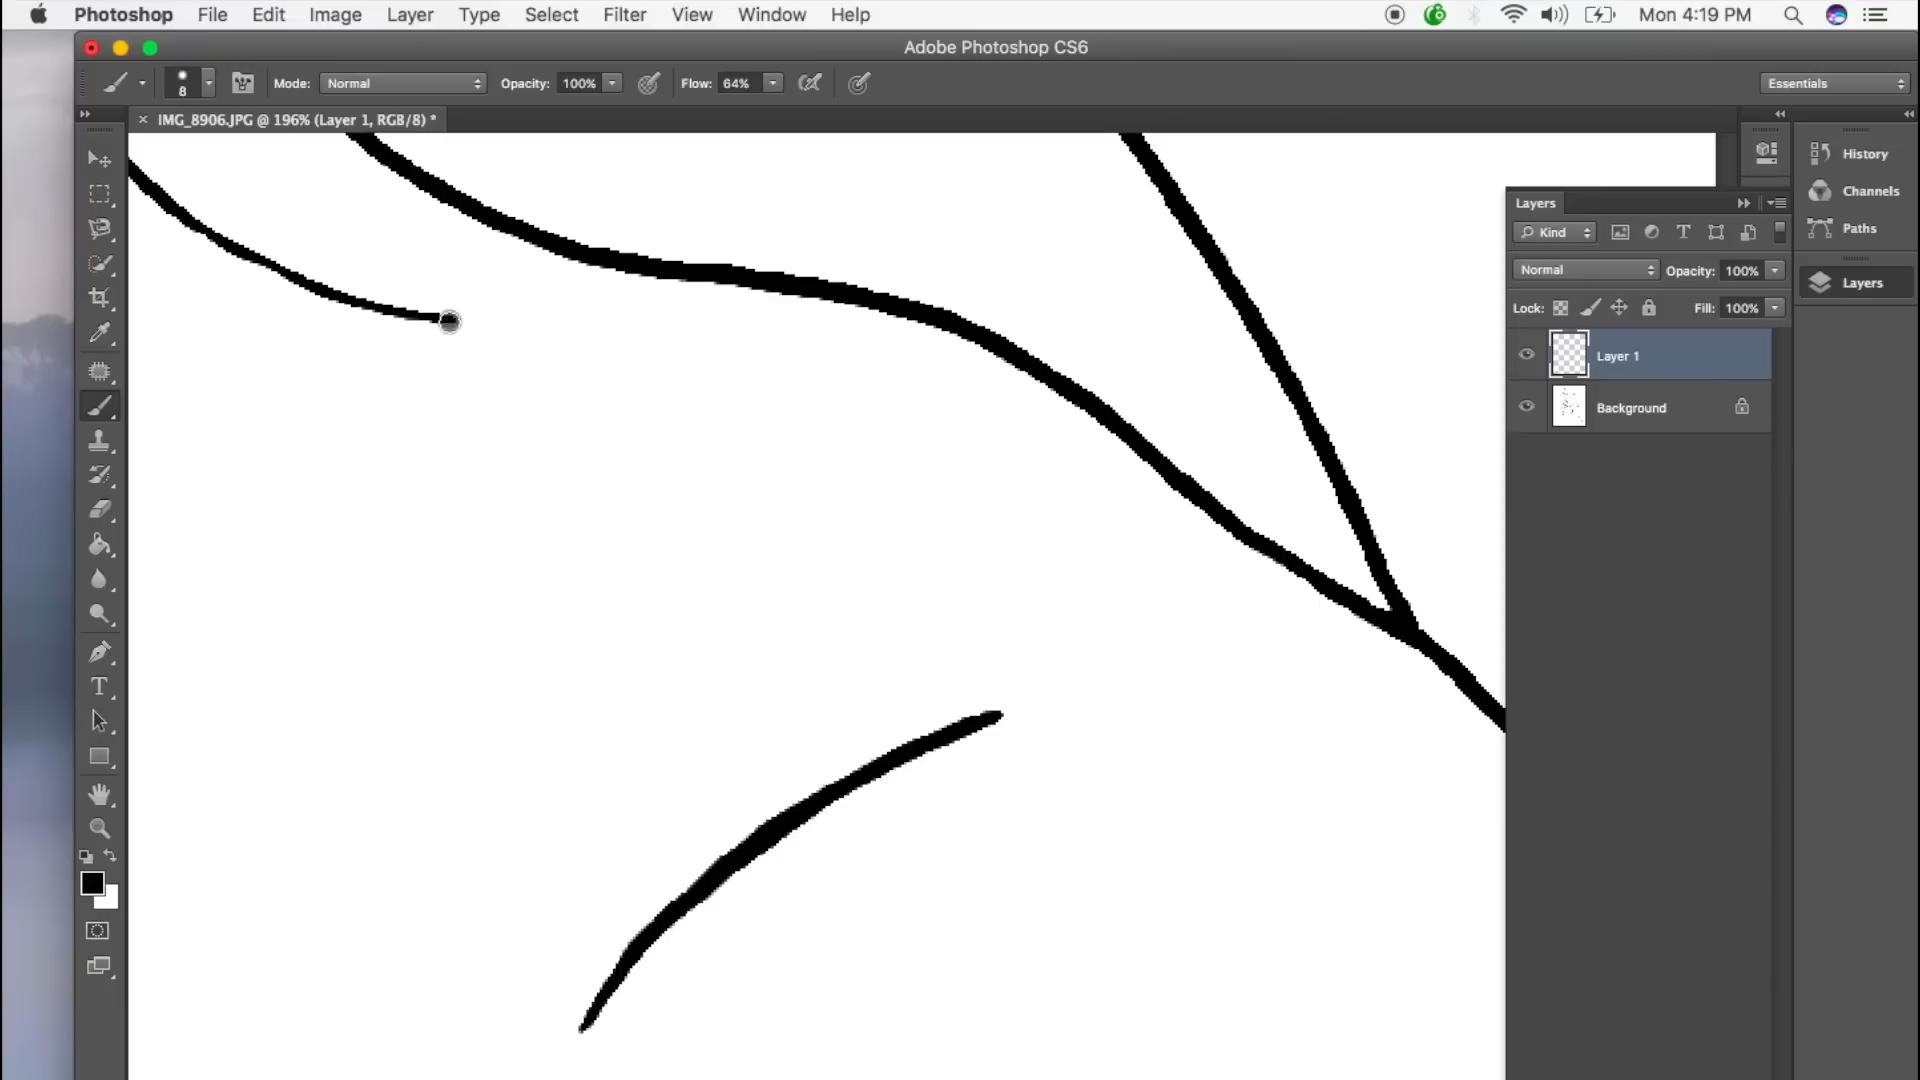 Photoshop File Edit Image Layer Type Select Filter View Window Help Mon 4:19 PM
Adobe Photoshop CS6
8 Mode: Normal Opacity: 100% Flow: 64% Essentials
× IMG_8906.JPG @ 196% (Layer 1, RGB/8) *
History
Channels
Paths
Layers
Layers
Kind
Normal Opacity: 100%
Lock: Fill: 100%
Layer 1
Background